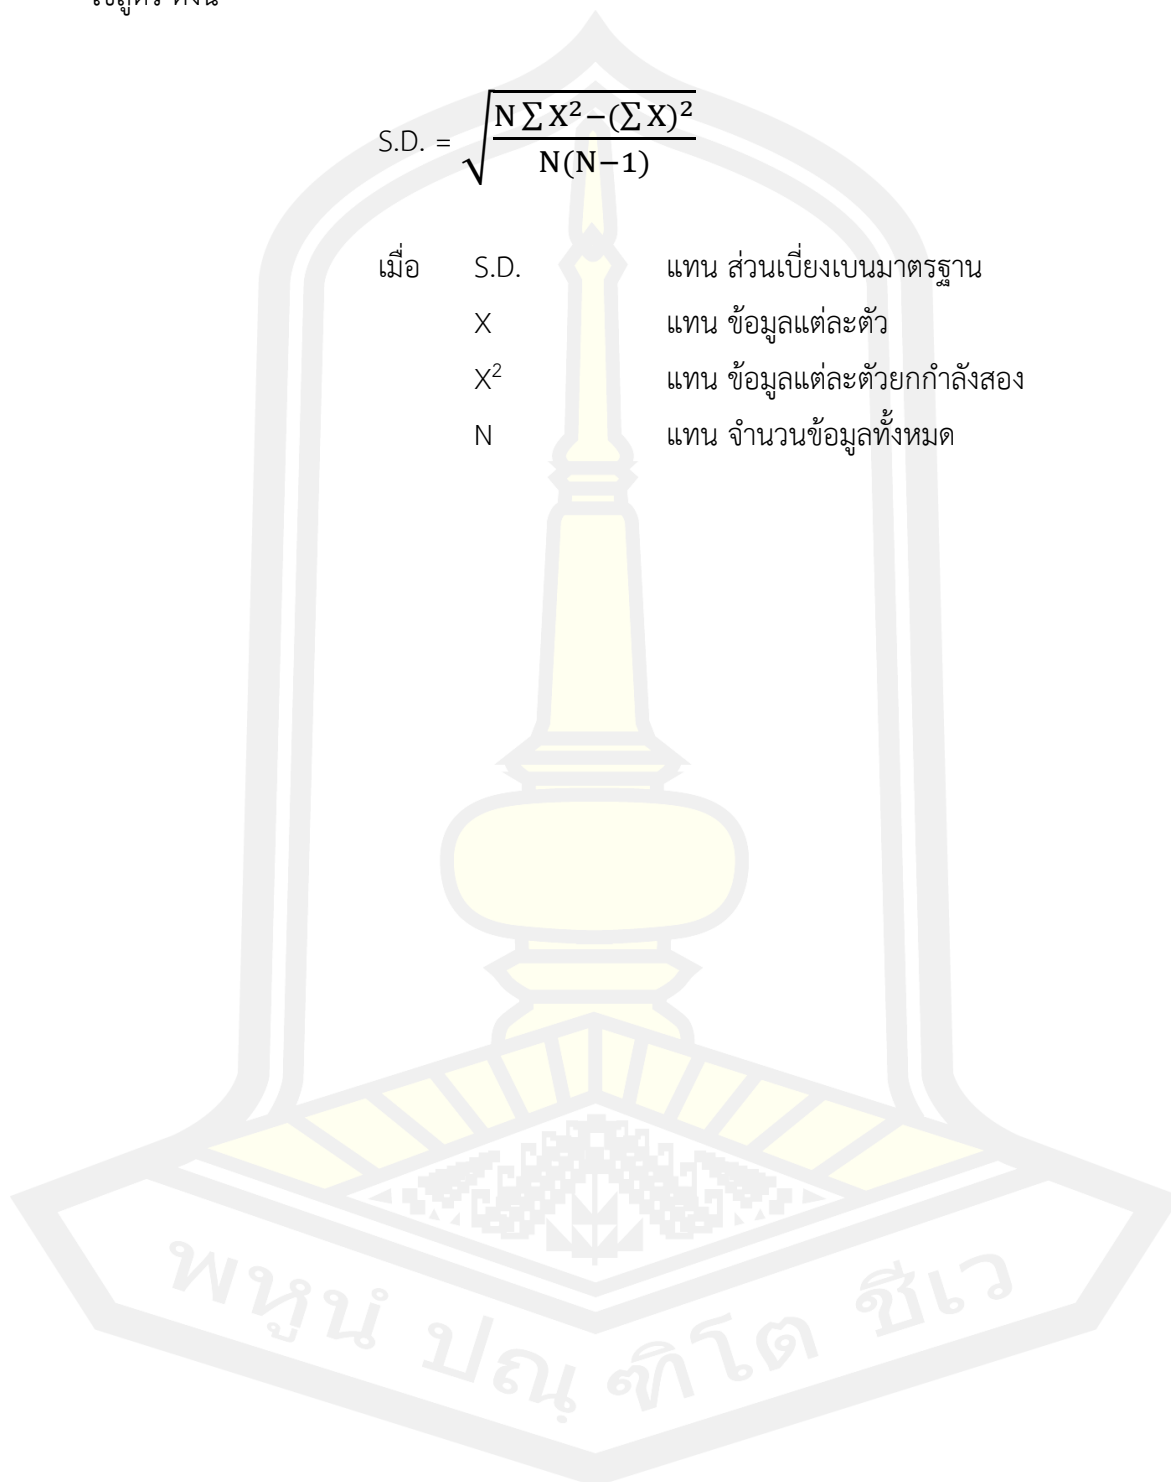 S.D. = √(N∑X²−(∑X)² / N(N−1))
เมื่อ S.D. แทน ส่วนเบี่ยงเบนมาตรฐาน
X แทน ข้อมูลแต่ละตัว
X² แทน ข้อมูลแต่ละตัวยกกำลังสอง
N แทน จำนวนข้อมูลทั้งหมด
พหูนํ ปณฺฑิโต ชีเว